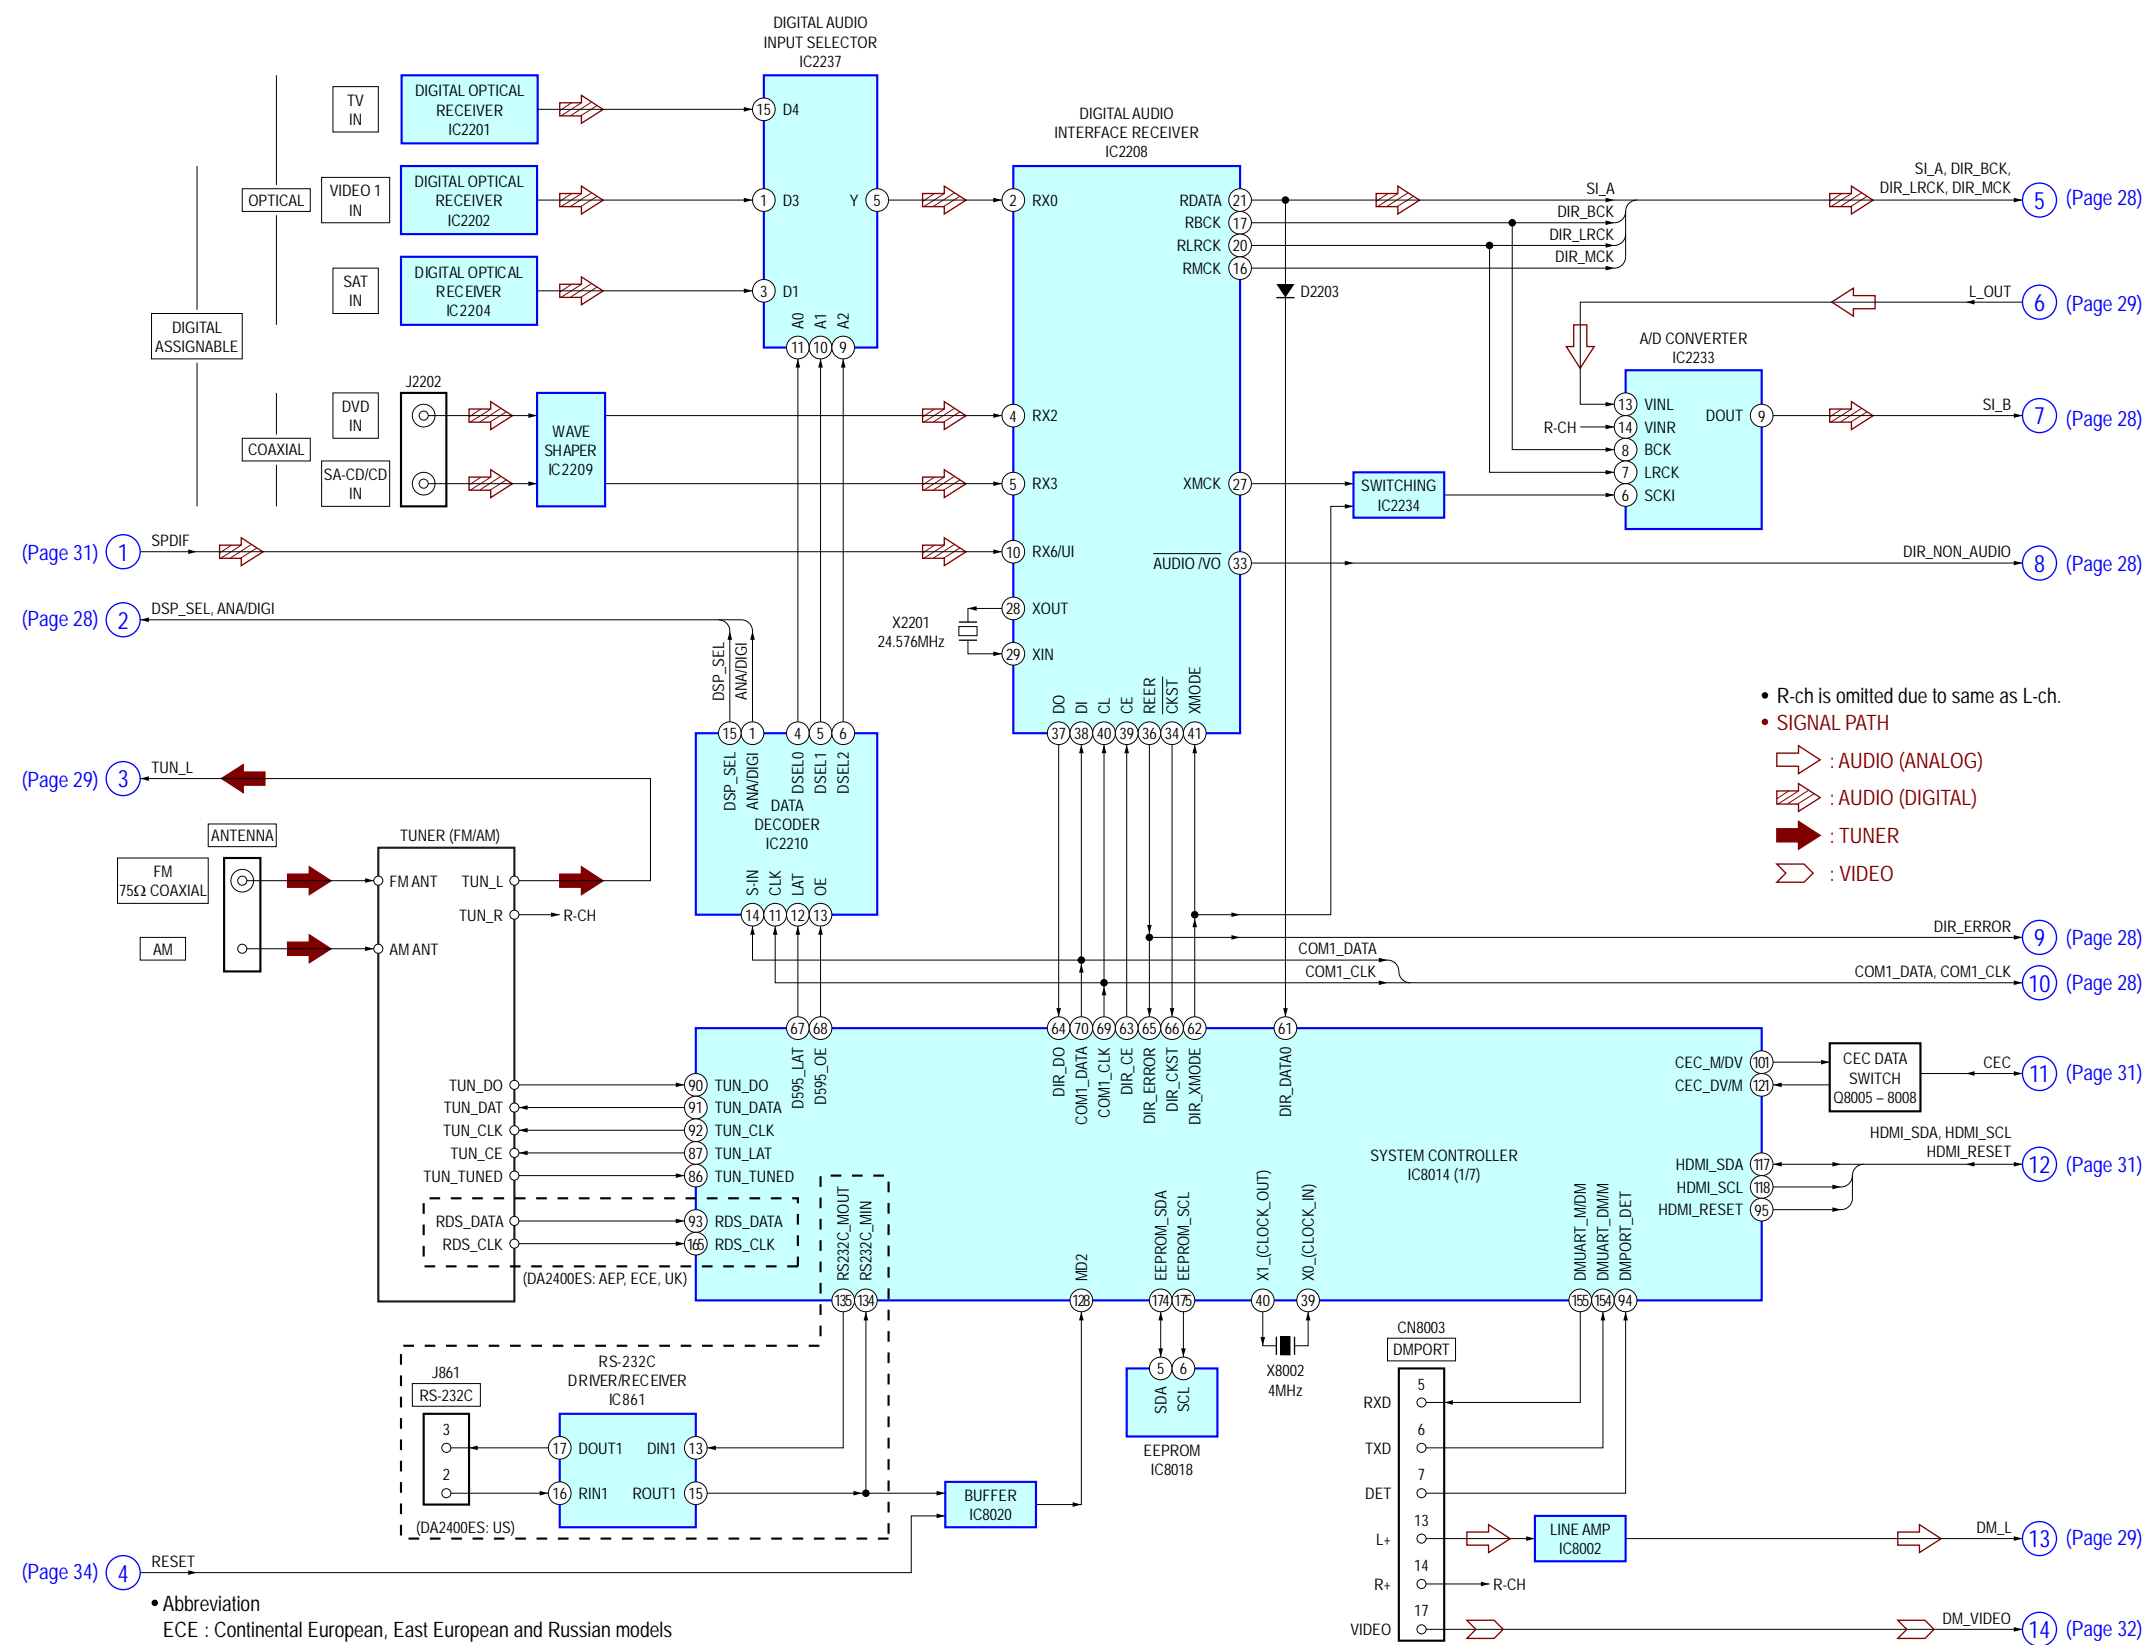 DIGITAL AUDIO
INPUT SELECTOR
IC2237
TV
IN
DIGITAL OPTICAL
RECEIVER
IC2201
15 D4
OPTICAL
VIDEO 1
IN
DIGITAL OPTICAL
RECEIVER
IC2202
1 D3
Y 5
SAT
IN
DIGITAL OPTICAL
RECEIVER
IC2204
3 D1
A0 A1 A2
11 10 9
DIGITAL
ASSIGNABLE
COAXIAL
J2202
DVD
IN
SA-CD/CD
IN
WAVE
SHAPER
IC2209
DIGITAL AUDIO
INTERFACE RECEIVER
IC2208
2 RX0
4 RX2
5 RX3
10 RX6/UI
28 XOUT
29 XIN
X2201
24.576MHz
RDATA 21
RBCK 17
RLRCK 20
RMCK 16
XMCK 27
AUDIO /VO 33
DO DI CL CE REER CKST XMODE
37 38 40 39 36 34 41
SI_A
DIR_BCK
DIR_LRCK
DIR_MCK
SI_A, DIR_BCK,
DIR_LRCK, DIR_MCK
5 (Page 28)
D2203
L_OUT
6 (Page 29)
A/D CONVERTER
IC2233
13 VINL
R-CH 14 VINR
8 BCK
7 LRCK
6 SCKI
DOUT 9
SI_B
7 (Page 28)
SWITCHING
IC2234
DIR_NON_AUDIO
8 (Page 28)
(Page 31) 1 SPDIF
(Page 28) 2 DSP_SEL, ANA/DIGI
DSP_SEL
ANA/DIGI
15 1 4 5 6
DSP_SEL ANA/DIGI DSEL0 DSEL1 DSEL2
DATA
DECODER
IC2210
S-IN CLK LAT OE
14 11 12 13
(Page 29) 3 TUN_L
ANTENNA
FM
75Ω COAXIAL
AM
TUNER (FM/AM)
FM ANT
AM ANT
TUN_L
TUN_R R-CH
• R-ch is omitted due to same as L-ch.
• SIGNAL PATH
: AUDIO (ANALOG)
: AUDIO (DIGITAL)
: TUNER
: VIDEO
DIR_ERROR
9 (Page 28)
COM1_DATA
COM1_CLK
COM1_DATA, COM1_CLK
10 (Page 28)
67 68
D595_LAT D595_OE
64 70 69 63 65 66 62 61
DIR_DO COM1_DATA COM1_CLK DIR_CE DIR_ERROR DIR_CKST DIR_XMODE DIR_DATA0
TUN_DO 90 TUN_DO
TUN_DAT 91 TUN_DATA
TUN_CLK 92 TUN_CLK
TUN_CE 87 TUN_LAT
TUN_TUNED 86 TUN_TUNED
RDS_DATA 93 RDS_DATA
RDS_CLK 165 RDS_CLK
(DA2400ES: AEP, ECE, UK)
SYSTEM CONTROLLER
IC8014 (1/7)
CEC_M/DV 101
CEC_DV/M 121
CEC DATA
SWITCH
Q8005 – 8008
CEC
11 (Page 31)
HDMI_SDA 117
HDMI_SCL 118
HDMI_RESET 95
HDMI_SDA, HDMI_SCL
HDMI_RESET
12 (Page 31)
RS232C_MOUT RS232C_MIN MD2 EEPROM_SDA EEPROM_SCL X1_(CLOCK_OUT) X0_(CLOCK_IN) DMUART_M/DM DMUART_DM/M DMPORT_DET
135 134 128 174 175 40 39 155 154 94
5 6
SDA SCL
EEPROM
IC8018
X8002
4MHz
J861
RS-232C
3
2
RS-232C
DRIVER/RECEIVER
IC861
17 DOUT1 DIN1 13
16 RIN1 ROUT1 15
(DA2400ES: US)
BUFFER
IC8020
(Page 34) 4 RESET
CN8003
DMPORT
RXD 5
TXD 6
DET 7
L+ 13
R+ 14 R-CH
VIDEO 17
LINE AMP
IC8002
DM_L
13 (Page 29)
DM_VIDEO
14 (Page 32)
• Abbreviation
ECE : Continental European, East European and Russian models